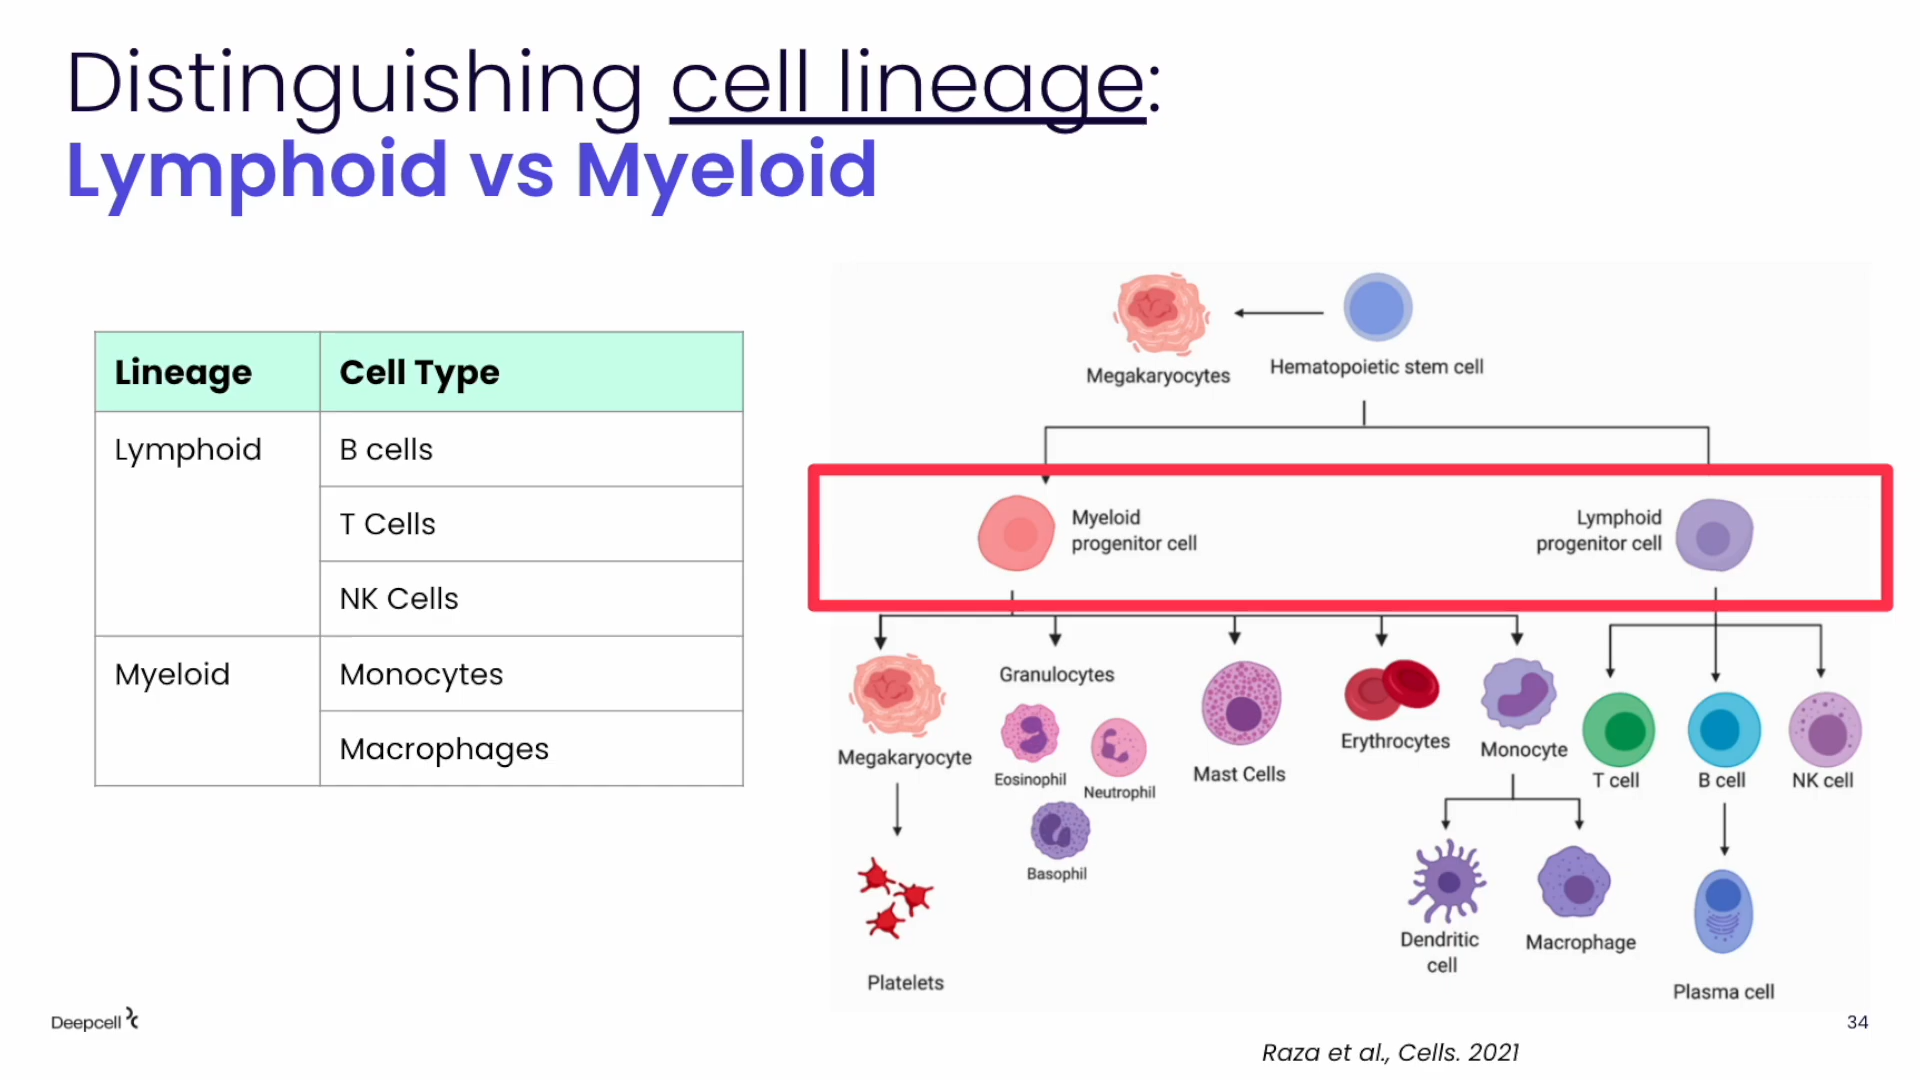 Distinguishing cell lineage:
Lymphoid vs Myeloid
Lineage
Cell Type
Lymphoid
B cells
T Cells
NK Cells
Myeloid
Monocytes
Macrophages
Megakaryocytes
Hematopoietic stem cell
Myeloid
progenitor cell
Lymphoid
progenitor cell
Megakaryocyte
Granulocytes
Eosinophil
Neutrophil
Basophil
Mast Cells
Erythrocytes
Monocyte
T cell
B cell
NK cell
Platelets
Dendritic
cell
Macrophage
Plasma cell
Deepcell
34
Raza et al., Cells. 2021